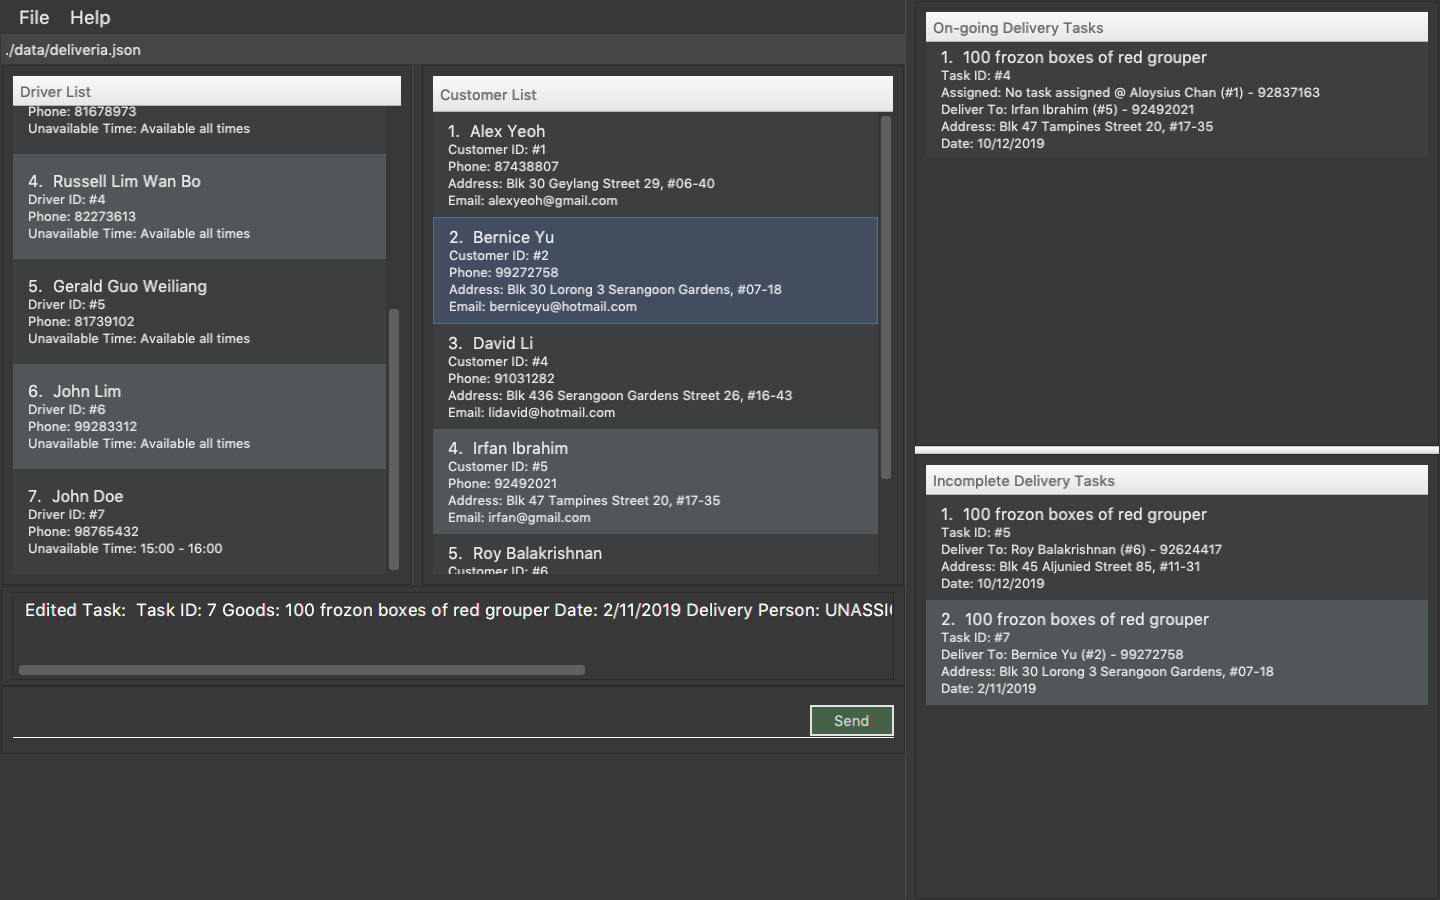 File Help
./data/deliveria.json
Driver List
Phone: 81678973
Unavailable Time: Available all times
4. Russell Lim Wan Bo
Driver ID: #4
Phone: 82273613
Unavailable Time: Available all times
5. Gerald Guo Weiliang
Driver ID: #5
Phone: 81739102
Unavailable Time: Available all times
6. John Lim
Driver ID: #6
Phone: 99283312
Unavailable Time: Available all times
7. John Doe
Driver ID: #7
Phone: 98765432
Unavailable Time: 15:00 - 16:00
Customer List
1. Alex Yeoh
Customer ID: #1
Phone: 87438807
Address: Blk 30 Geylang Street 29, #06-40
Email: alexyeoh@gmail.com
2. Bernice Yu
Customer ID: #2
Phone: 99272758
Address: Blk 30 Lorong 3 Serangoon Gardens, #07-18
Email: berniceyu@hotmail.com
3. David Li
Customer ID: #4
Phone: 91031282
Address: Blk 436 Serangoon Gardens Street 26, #16-43
Email: lidavid@hotmail.com
4. Irfan Ibrahim
Customer ID: #5
Phone: 92492021
Address: Blk 47 Tampines Street 20, #17-35
Email: irfan@gmail.com
5. Roy Balakrishnan
Customer ID: #6
Edited Task: Task ID: 7 Goods: 100 frozon boxes of red grouper Date: 2/11/2019 Delivery Person:
Send
On-going Delivery Tasks
1. 100 frozon boxes of red grouper
Task ID: #4
Assigned: No task assigned @ Aloysius Chan (#1) - 92837163
Deliver To: Irfan Ibrahim (#5) - 92492021
Address: Blk 47 Tampines Street 20, #17-35
Date: 10/12/2019
Incomplete Delivery Tasks
1. 100 frozon boxes of red grouper
Task ID: #5
Deliver To: Roy Balakrishnan (#6) - 92624417
Address: Blk 45 Aljunied Street 85, #11-31
Date: 10/12/2019
2. 100 frozon boxes of red grouper
Task ID: #7
Deliver To: Bernice Yu (#2) - 99272758
Address: Blk 30 Lorong 3 Serangoon Gardens, #07-18
Date: 2/11/2019